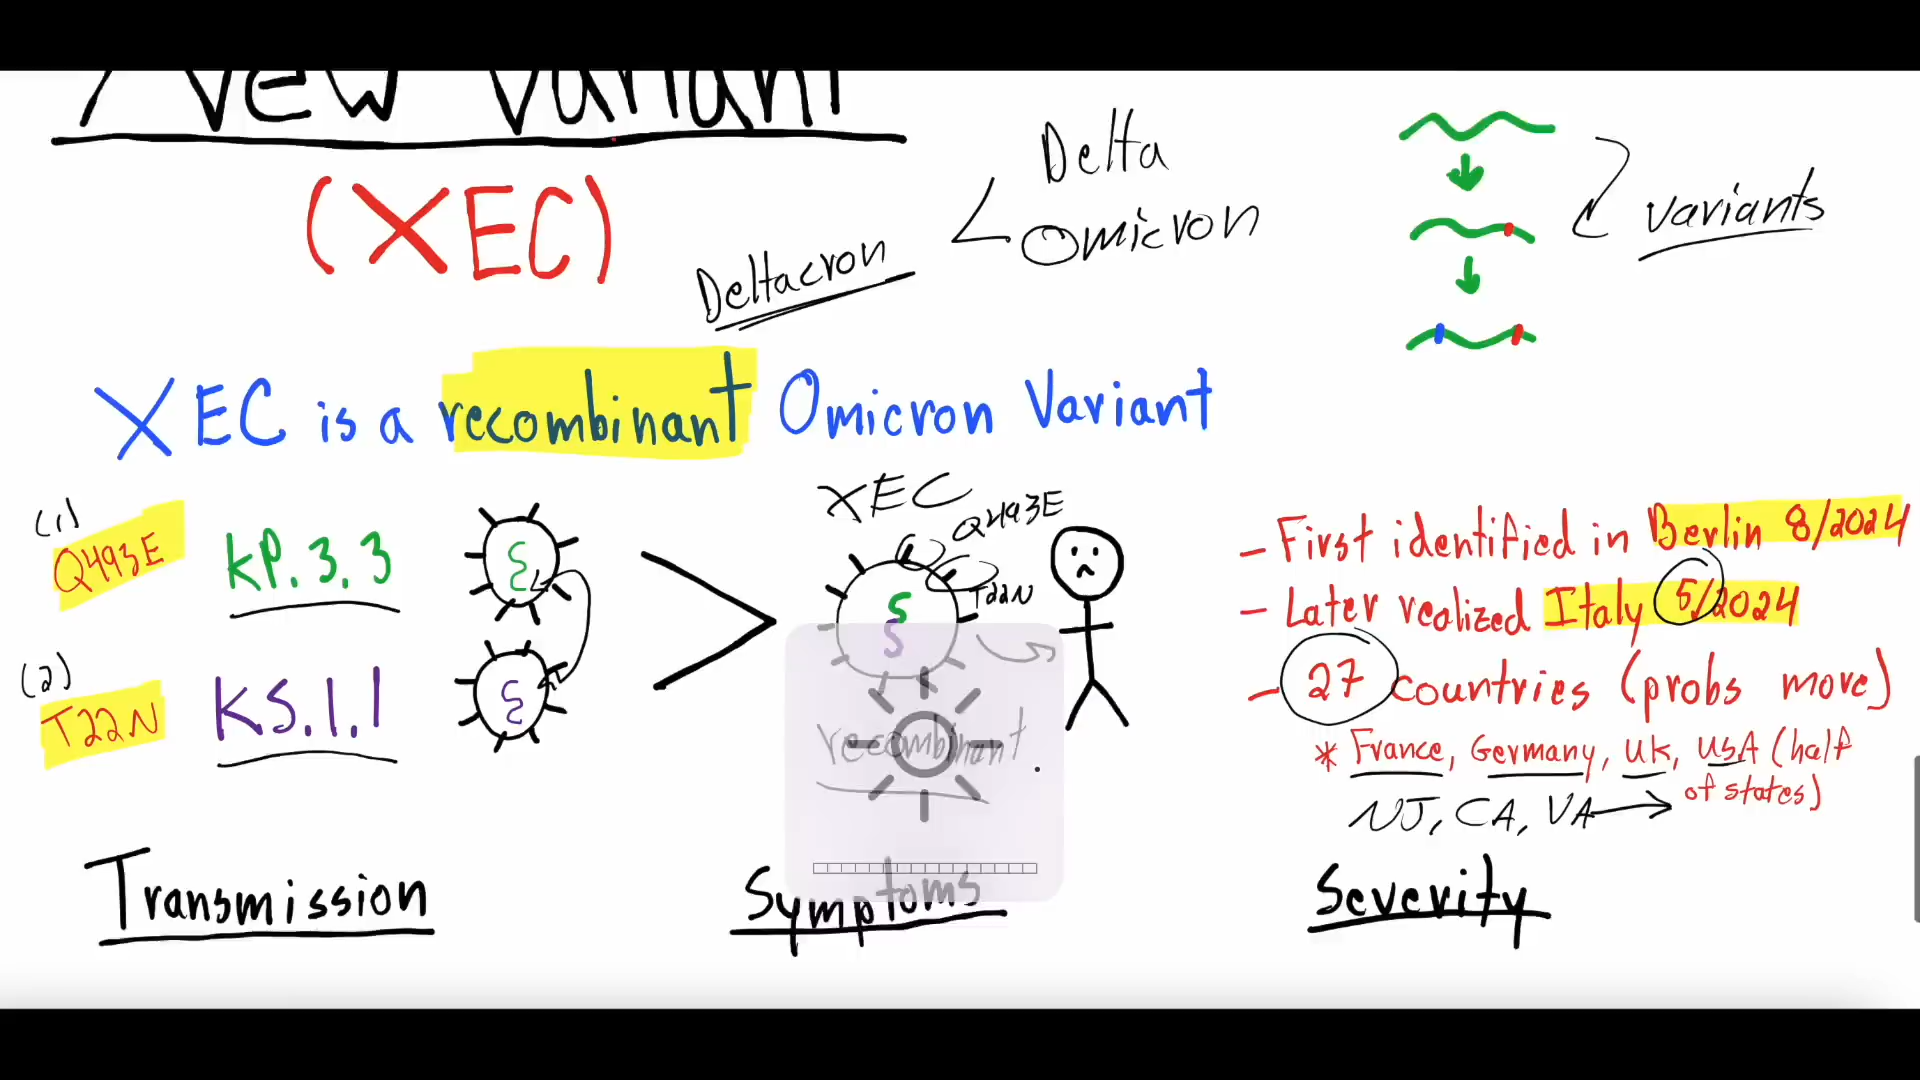 New Variant
(XEC)
Deltacron
Delta
Omicron
variants
XEC is a recombinant Omicron Variant
(1)
Q493E
KP.3.3
(2)
T22N
KS.1.1
XEC
Q493E
T22N
recombinant
- First identified in Berlin 8/2024
- Later realized Italy 5/2024
- 27 countries (probs move)
* France, Germany, UK, USA (half
of states)
NJ, CA, VA
Transmission
Symptoms
Severity